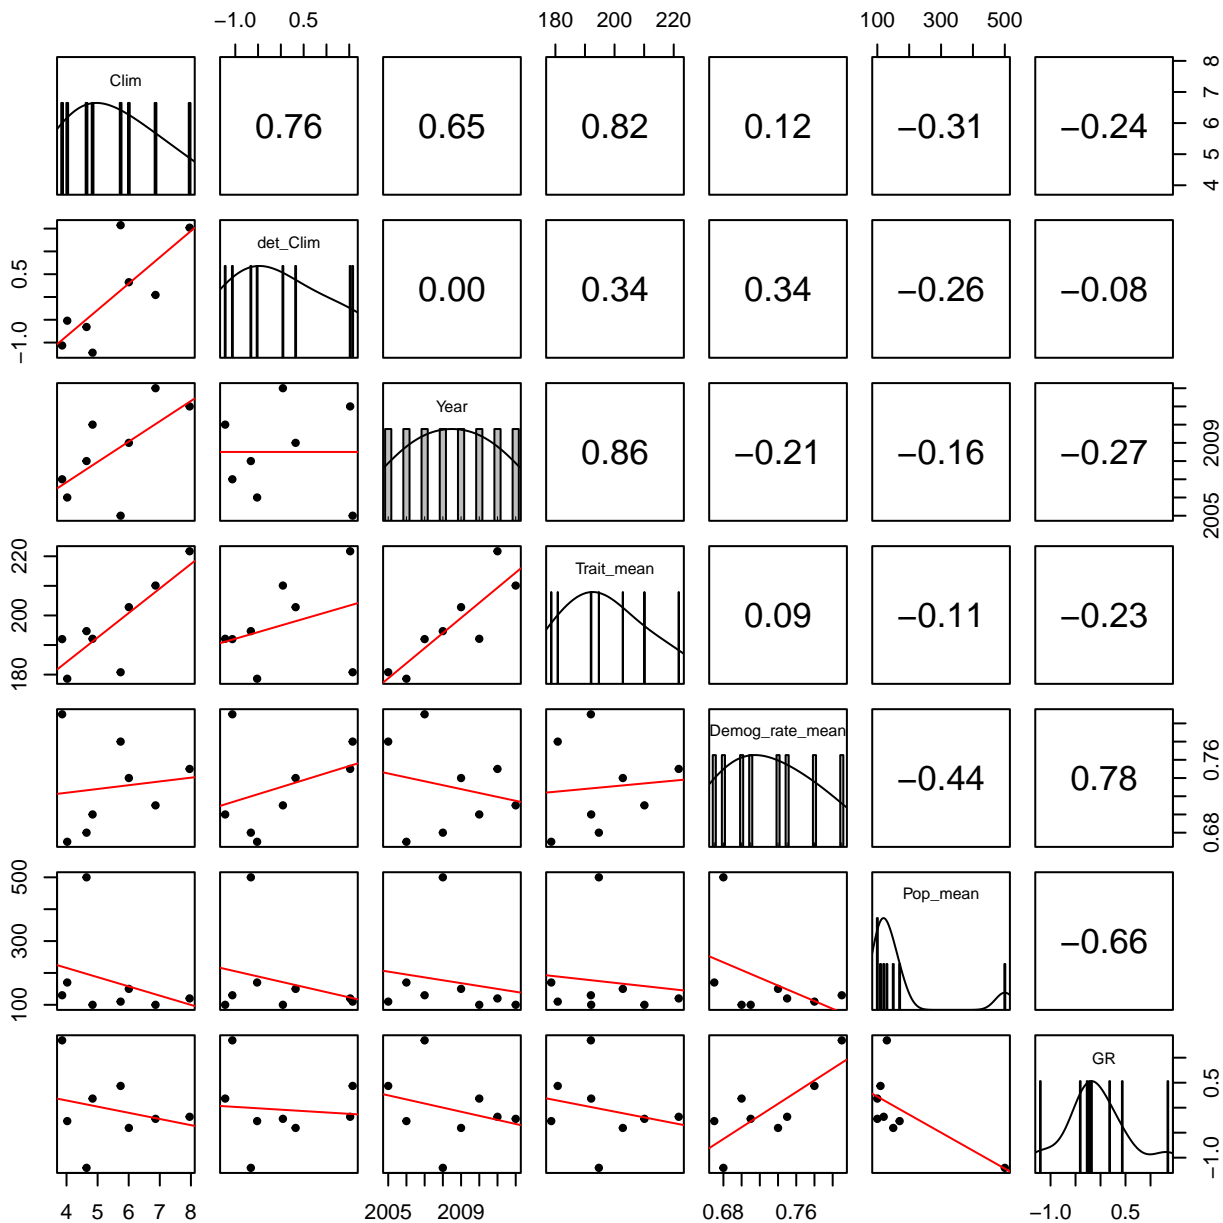 −1.0 0.5 180 200 220 100 300 500
Clim 0.76 0.65 0.82 0.12 −0.31 −0.24 4 5 6 7 8
−1.0 0.5 det_Clim 0.00 0.34 0.34 −0.26 −0.08
Year 0.86 −0.21 −0.16 −0.27 2005 2009
180 200 220 Trait_mean 0.09 −0.11 −0.23
Demog_rate_mean −0.44 0.78 0.68 0.76
100 300 500 Pop_mean −0.66
GR −1.0 0.5
4 5 6 7 8 2005 2009 0.68 0.76 −1.0 0.5